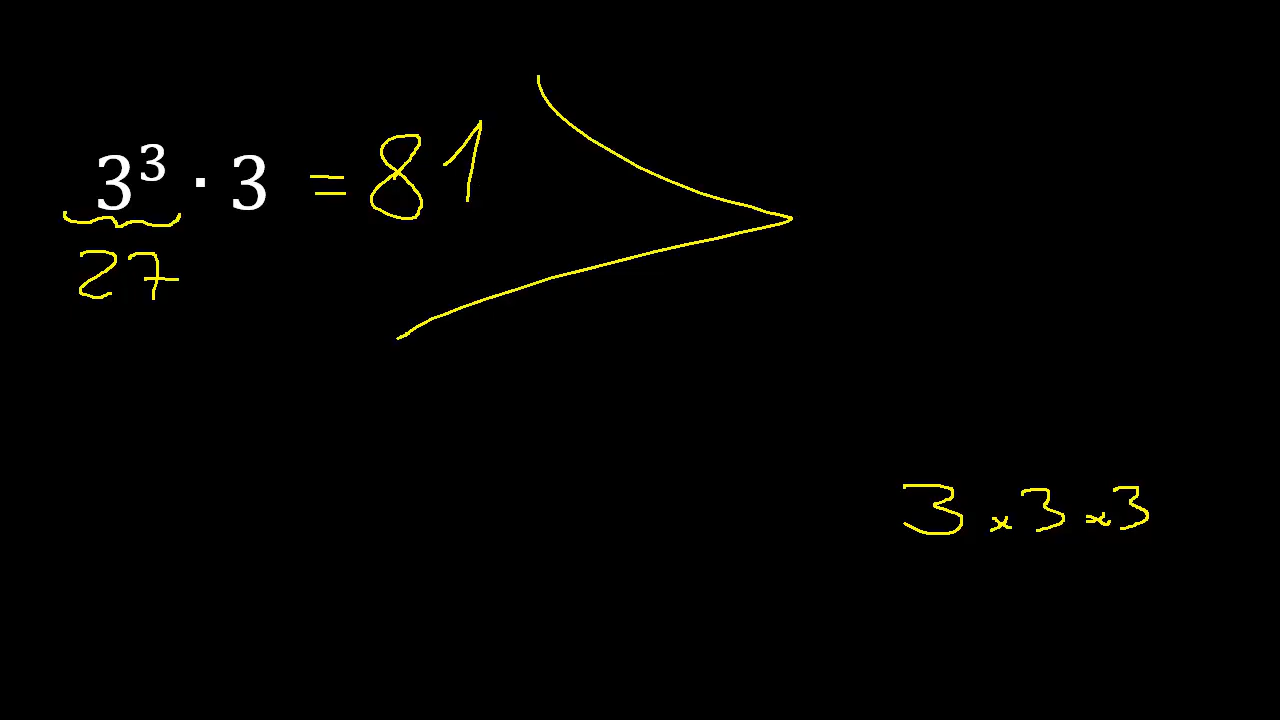 3³ · 3 = 81
27
3 x 3 x 3